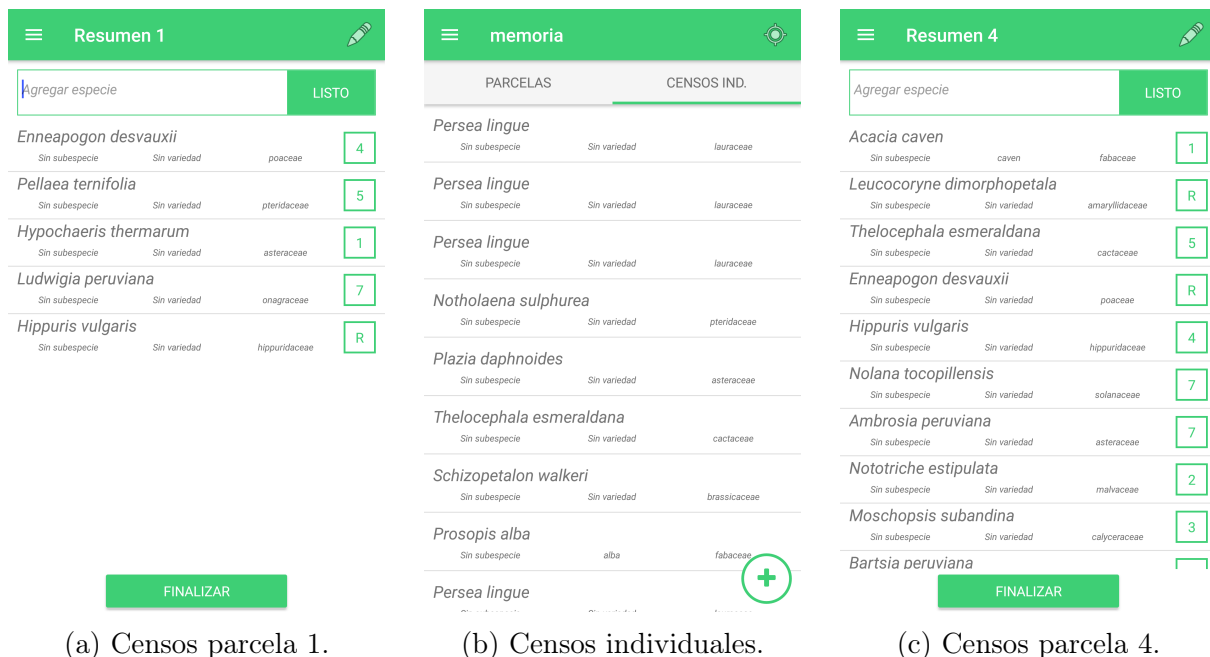 Resumen 1
Agregar especie
LISTO
Enneapogon desvauxii
Sin subespecie Sin variedad poaceae
4
Pellaea ternifolia
Sin subespecie Sin variedad pteridaceae
5
Hypochaeris thermarum
Sin subespecie Sin variedad asteraceae
1
Ludwigia peruviana
Sin subespecie Sin variedad onagraceae
7
Hippuris vulgaris
Sin subespecie Sin variedad hippuridaceae
R
FINALIZAR
(a) Censos parcela 1.
memoria
PARCELAS CENSOS IND.
Persea lingue
Sin subespecie Sin variedad lauraceae
Persea lingue
Sin subespecie Sin variedad lauraceae
Persea lingue
Sin subespecie Sin variedad lauraceae
Notholaena sulphurea
Sin subespecie Sin variedad pteridaceae
Plazia daphnoides
Sin subespecie Sin variedad asteraceae
Thelocephala esmeraldana
Sin subespecie Sin variedad cactaceae
Schizopetalon walkeri
Sin subespecie Sin variedad brassicaceae
Prosopis alba
Sin subespecie alba fabaceae
Persea lingue
(b) Censos individuales.
Resumen 4
Agregar especie
LISTO
Acacia caven
Sin subespecie caven fabaceae
1
Leucocoryne dimorphopetala
Sin subespecie Sin variedad amaryllidaceae
R
Thelocephala esmeraldana
Sin subespecie Sin variedad cactaceae
5
Enneapogon desvauxii
Sin subespecie Sin variedad poaceae
R
Hippuris vulgaris
Sin subespecie Sin variedad hippuridaceae
4
Nolana tocopillensis
Sin subespecie Sin variedad solanaceae
7
Ambrosia peruviana
Sin subespecie Sin variedad asteraceae
7
Nototriche estipulata
Sin subespecie Sin variedad malvaceae
2
Moschopsis subandina
Sin subespecie Sin variedad calyceraceae
3
Bartsia peruviana
FINALIZAR
(c) Censos parcela 4.